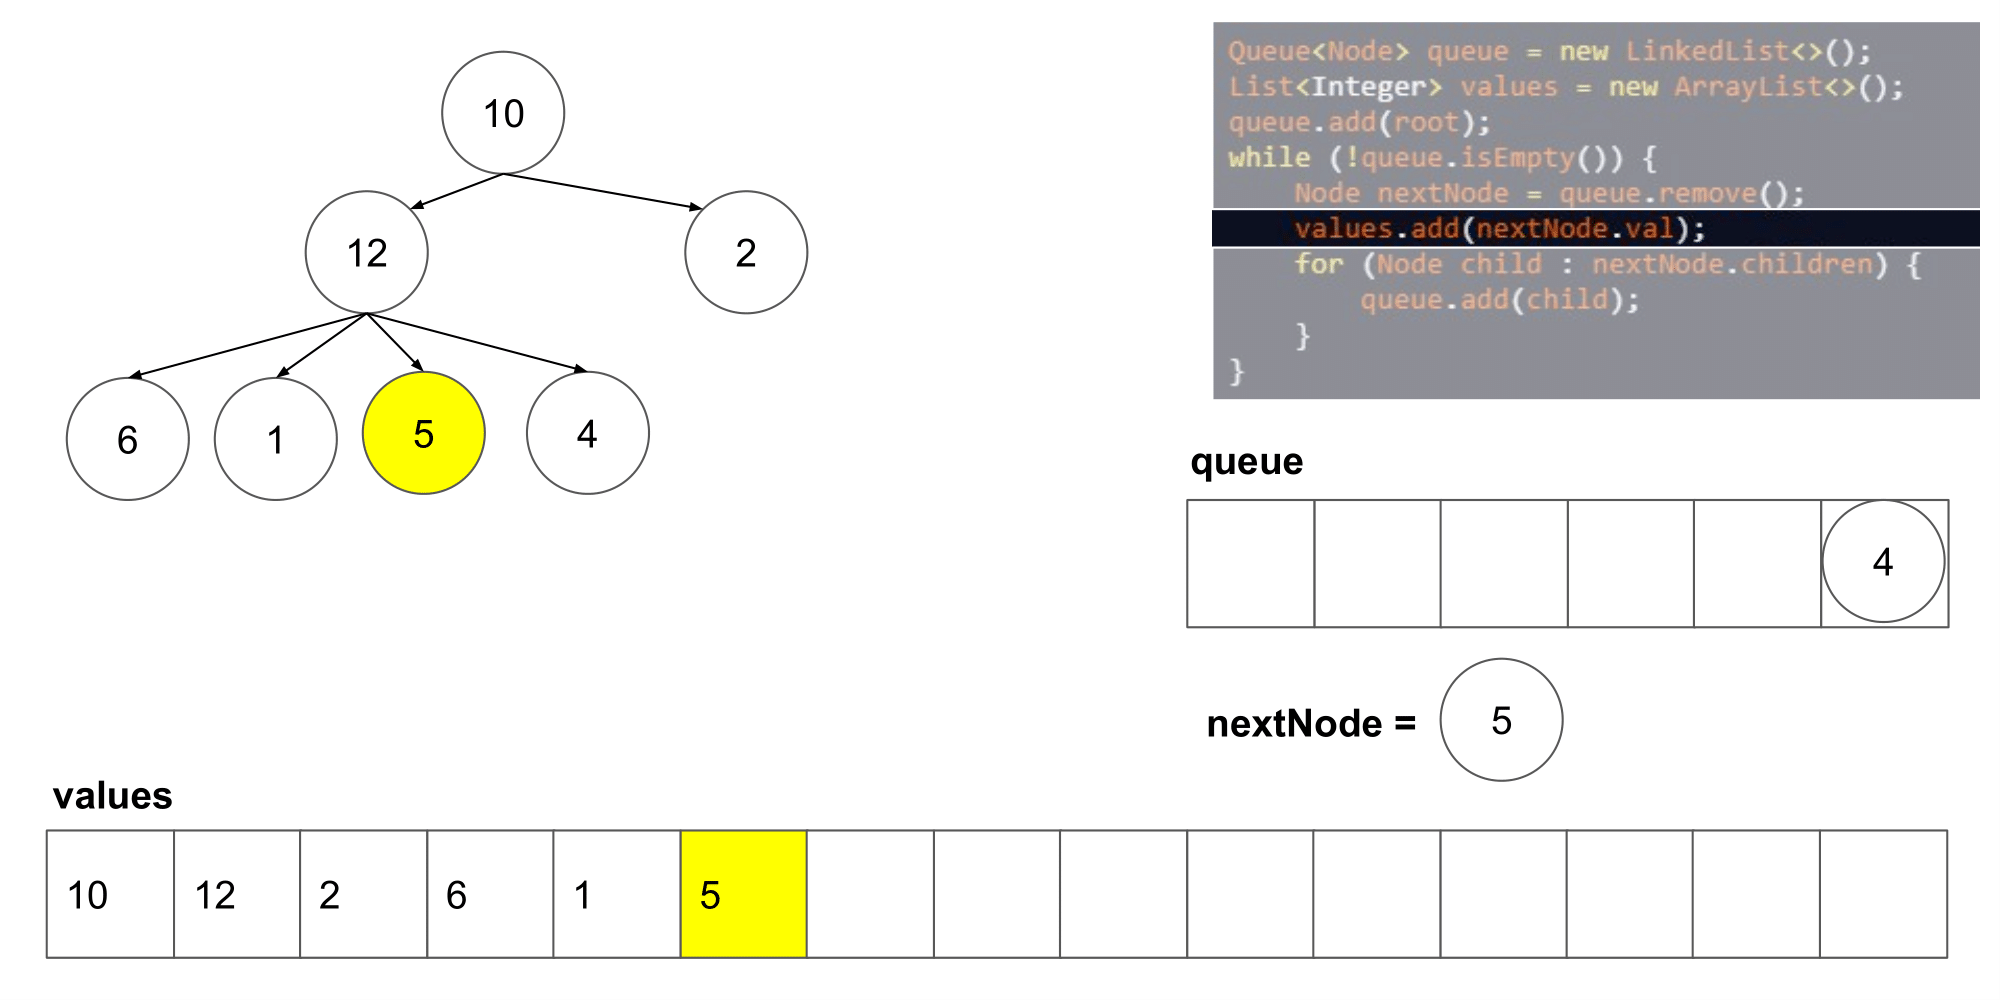 10
12
2
6
1
5
4
Queue<Node> queue = new LinkedList<>();
List<Integer> values = new ArrayList<>();
queue.add(root);
while (!queue.isEmpty()) {
    Node nextNode = queue.remove();
    values.add(nextNode.val);
    for (Node child : nextNode.children) {
        queue.add(child);
    }
}
queue
4
nextNode = 5
values
10 12 2 6 1 5